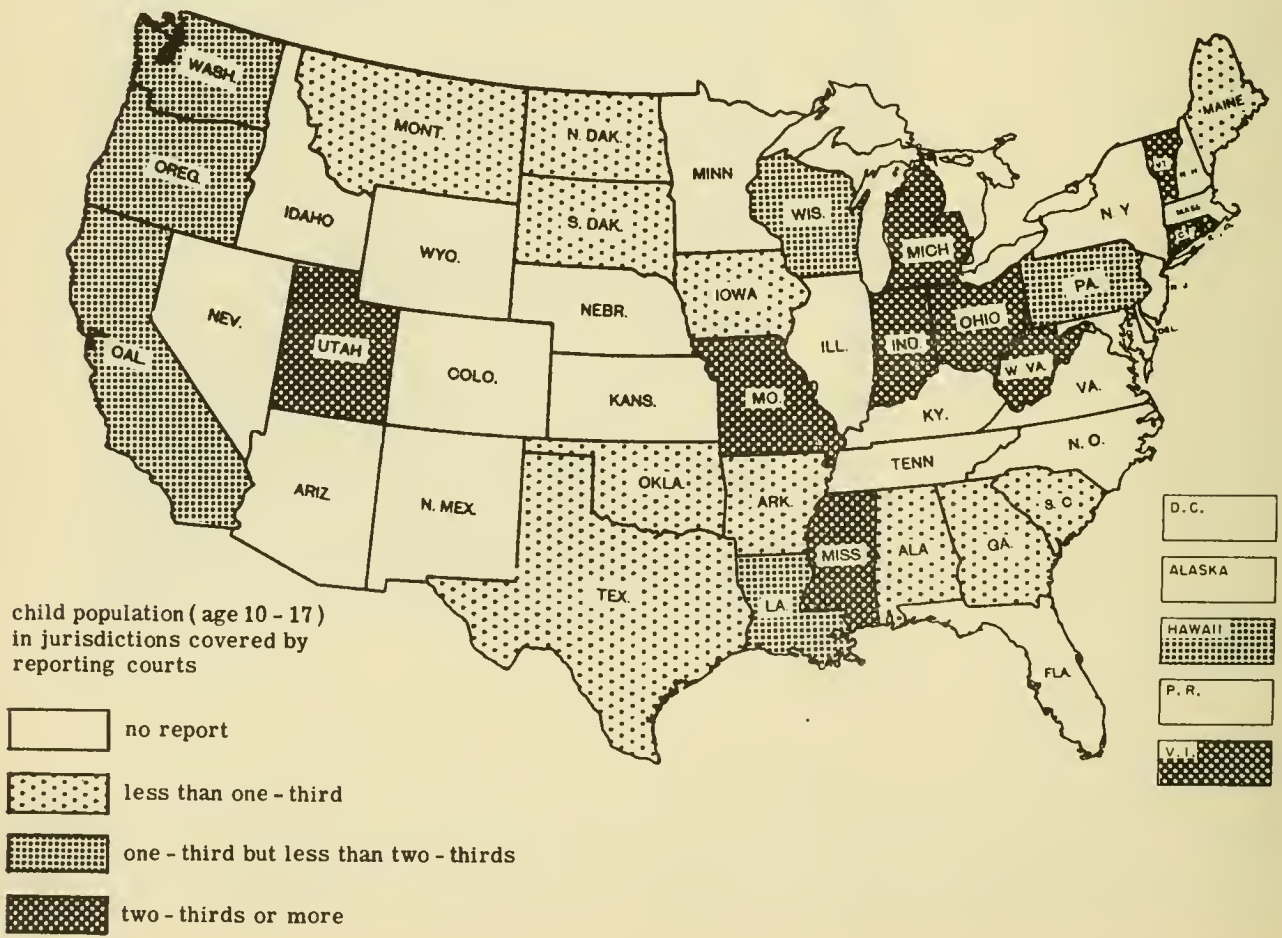 WASH.
MONT.
N. DAK.
MINN
MAINE
OREG.
IDAHO
S. DAK.
WIS.
MICH
N. Y
VT.
N. H
MASS
CT.
R. I.
WYO.
IOWA
PA.
N J
NEV.
NEBR.
OHIO
DEL.
OAL.
UTAH
COLO.
ILL.
IND.
W VA.
VA.
KANS.
MO.
KY.
N. O.
TENN
ARIZ.
N. MEX.
OKLA.
ARK.
S. C
MISS
ALA
GA.
TEX.
LA.
FLA.
D.C.
ALASKA
HAWAII
P. R.
V. I.
child population (age 10 - 17)
in jurisdictions covered by
reporting courts
no report
less than one - third
one - third but less than two - thirds
two - thirds or more